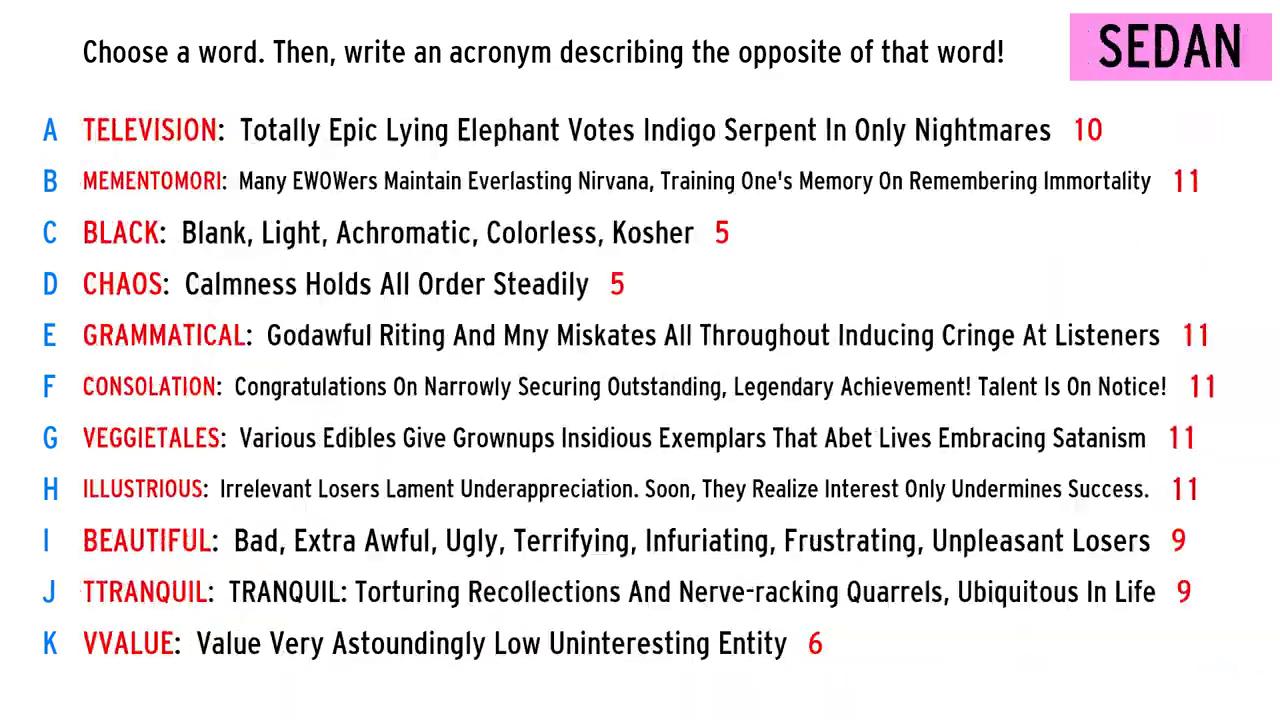 Choose a word. Then, write an acronym describing the opposite of that word!
SEDAN
A TELEVISION: Totally Epic Lying Elephant Votes Indigo Serpent In Only Nightmares 10
B MEMENTOMORI: Many EWOWers Maintain Everlasting Nirvana, Training One's Memory On Remembering Immortality 11
C BLACK: Blank, Light, Achromatic, Colorless, Kosher 5
D CHAOS: Calmness Holds All Order Steadily 5
E GRAMMATICAL: Godawful Riting And Mny Miskates All Throughout Inducing Cringe At Listeners 11
F CONSOLATION: Congratulations On Narrowly Securing Outstanding, Legendary Achievement! Talent Is On Notice! 11
G VEGGIETALES: Various Edibles Give Grownups Insidious Exemplars That Abet Lives Embracing Satanism 11
H ILLUSTRIOUS: Irrelevant Losers Lament Underappreciation. Soon, They Realize Interest Only Undermines Success. 11
I BEAUTIFUL: Bad, Extra Awful, Ugly, Terrifying, Infuriating, Frustrating, Unpleasant Losers 9
J TTRANQUIL: TRANQUIL: Torturing Recollections And Nerve-racking Quarrels, Ubiquitous In Life 9
K VVALUE: Value Very Astoundingly Low Uninteresting Entity 6